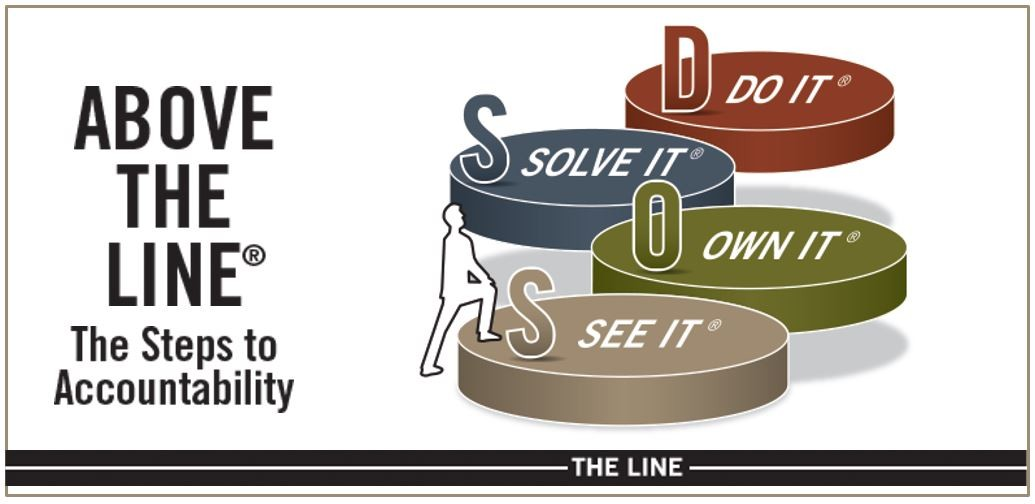 ABOVE
THE
LINE®
The Steps to
Accountability
D DO IT®
S SOLVE IT®
O OWN IT®
S SEE IT®
THE LINE